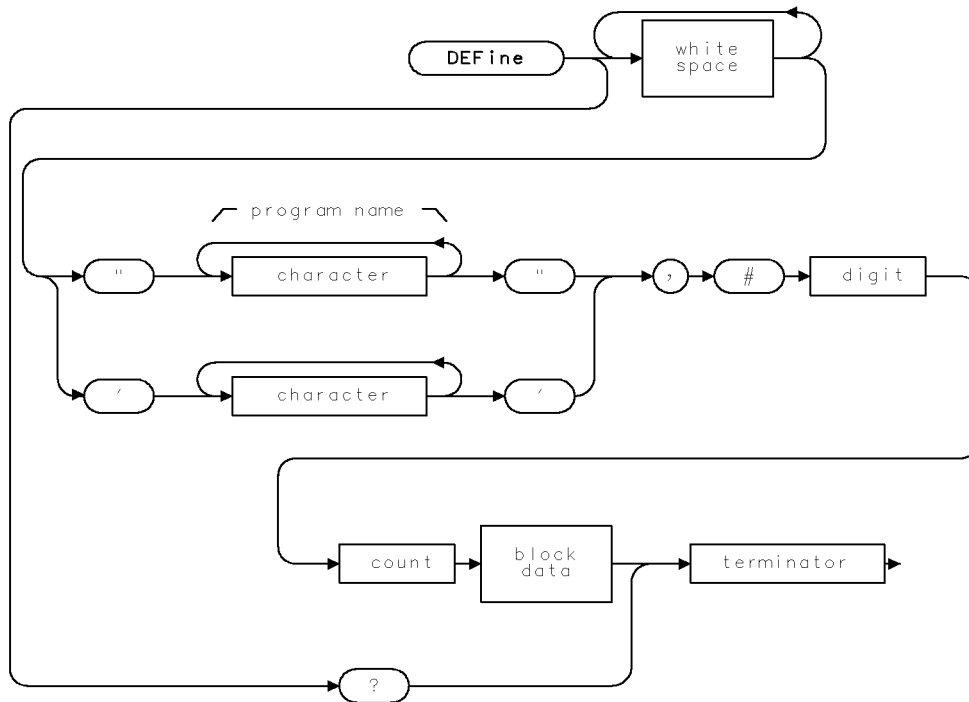 DEFine
white
space
program name
" character " , # digit
' character '
count
block
data
terminator
?